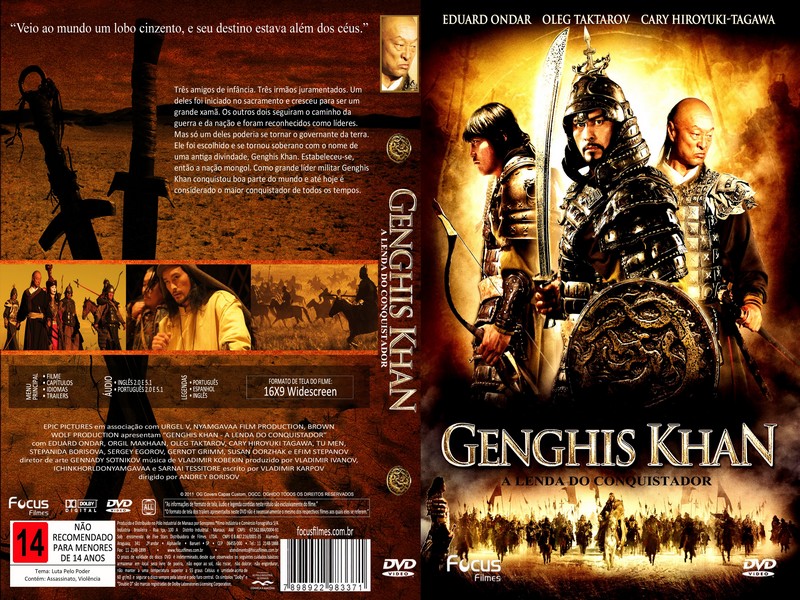 “Veio ao mundo um lobo cinzento, e seu destino estava além dos céus.”
Três amigos de infância. Três irmãos juramentados. Um
deles foi iniciado no sacramento e cresceu para ser um
grande xamã. Os outros dois seguiram o caminho da
guerra e da nação e foram reconhecidos como líderes.
Mas só um deles poderia se tornar o governante da terra.
Ele foi escolhido e se tornou soberano com o nome de
uma antiga divindade, Genghis Khan. Estabeleceu-se,
então a nação mongol. Como grande líder militar Genghis
Khan conquistou boa parte do mundo e até hoje é
considerado o maior conquistador de todos os tempos.
MENU
PRINCIPAL
• FILME
• CAPÍTULOS
• IDIOMAS
• TRAILERS
ÁUDIO
• INGLÊS 2.0 E 5.1
• PORTUGUÊS 2.0 E 5.1
LEGENDAS
• PORTUGUÊS
• ESPANHOL
• INGLÊS
FORMATO DE TELA DO FILME:
16X9 Widescreen
EPIC PICTURES em associação com URGEL V, NYAMGAVAA FILM PRODUCTION, BROWN
WOLF PRODUCTION apresentam “GENGHIS KHAN - A LENDA DO CONQUISTADOR”
com EDUARD ONDAR, ORGIL MAKHAAN, OLEG TAKTAROV, CARY HIROYUKI TAGAWA, TU MEN,
STEPANIDA BORISOVA, SERGEY EGOROV, GERNOT GRIMM, SUSAN OORZHAK e EFIM STEPANOV
diretor de arte GENNADY SOTNIKOV música de VLADIMIR KOBEKIN produzido por VLADIMIR IVANOV,
ICHINKHORLDONYAMGAVAA e SARNAI TESSITORE escrito por VLADIMIR KARPOV
dirigido por ANDREY BORISOV
Focus
Filmes
DOLBY
DIGITAL
DVD
VIDEO
14
NÃO
RECOMENDADO
PARA MENORES
DE 14 ANOS
Tema: Luta Pelo Poder
Contém: Assassinato, Violência
focusfilmes.com.br
7 898922 983371
GENGHIS KHAN
A LENDA DO CONQUISTADOR
ALL
DVD
VIDEO
EDUARD ONDAR OLEG TAKTAROV CARY HIROYUKI-TAGAWA
GENGHIS KHAN
A LENDA DO CONQUISTADOR
Focus
Filmes
DVD
VIDEO